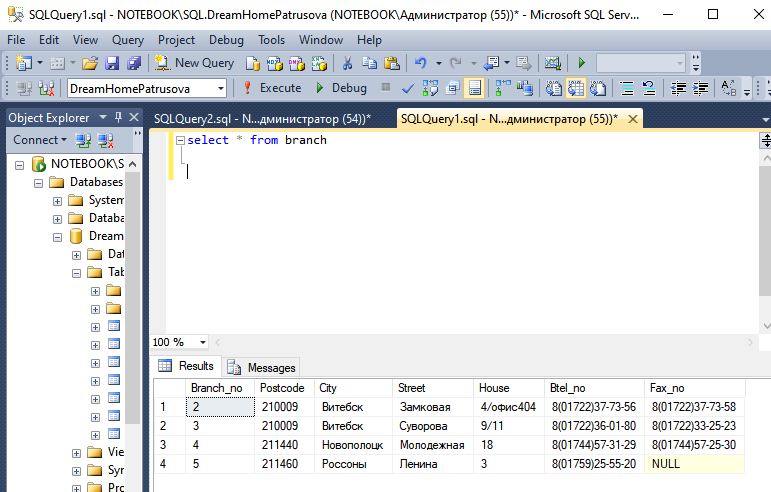 SQLQuery1.sql - NOTEBOOK\SQL.DreamHomePatrusova (NOTEBOOK\Администратор (55))* - Microsoft SQL Serv...
File Edit View Query Project Debug Tools Window Help
New Query
DreamHomePatrusova Execute Debug
Object Explorer
SQLQuery2.sql - N...дминистратор (54))* SQLQuery1.sql - N...дминистратор (55))*
Connect
select * from branch
NOTEBOOK\S
Databases
System
Databa
Dream
Dat
Tab
Vie
Syr
Pro
100 %
Results Messages
Branch_no Postcode City Street House Btel_no Fax_no
1 2 210009 Витебск Замковая 4/офис404 8(01722)37-73-56 8(01722)37-73-58
2 3 210009 Витебск Суворова 9/11 8(01722)36-01-80 8(01722)33-25-23
3 4 211440 Новополоцк Молодежная 18 8(01744)57-31-29 8(01744)57-25-30
4 5 211460 Россоны Ленина 3 8(01759)25-55-20 NULL